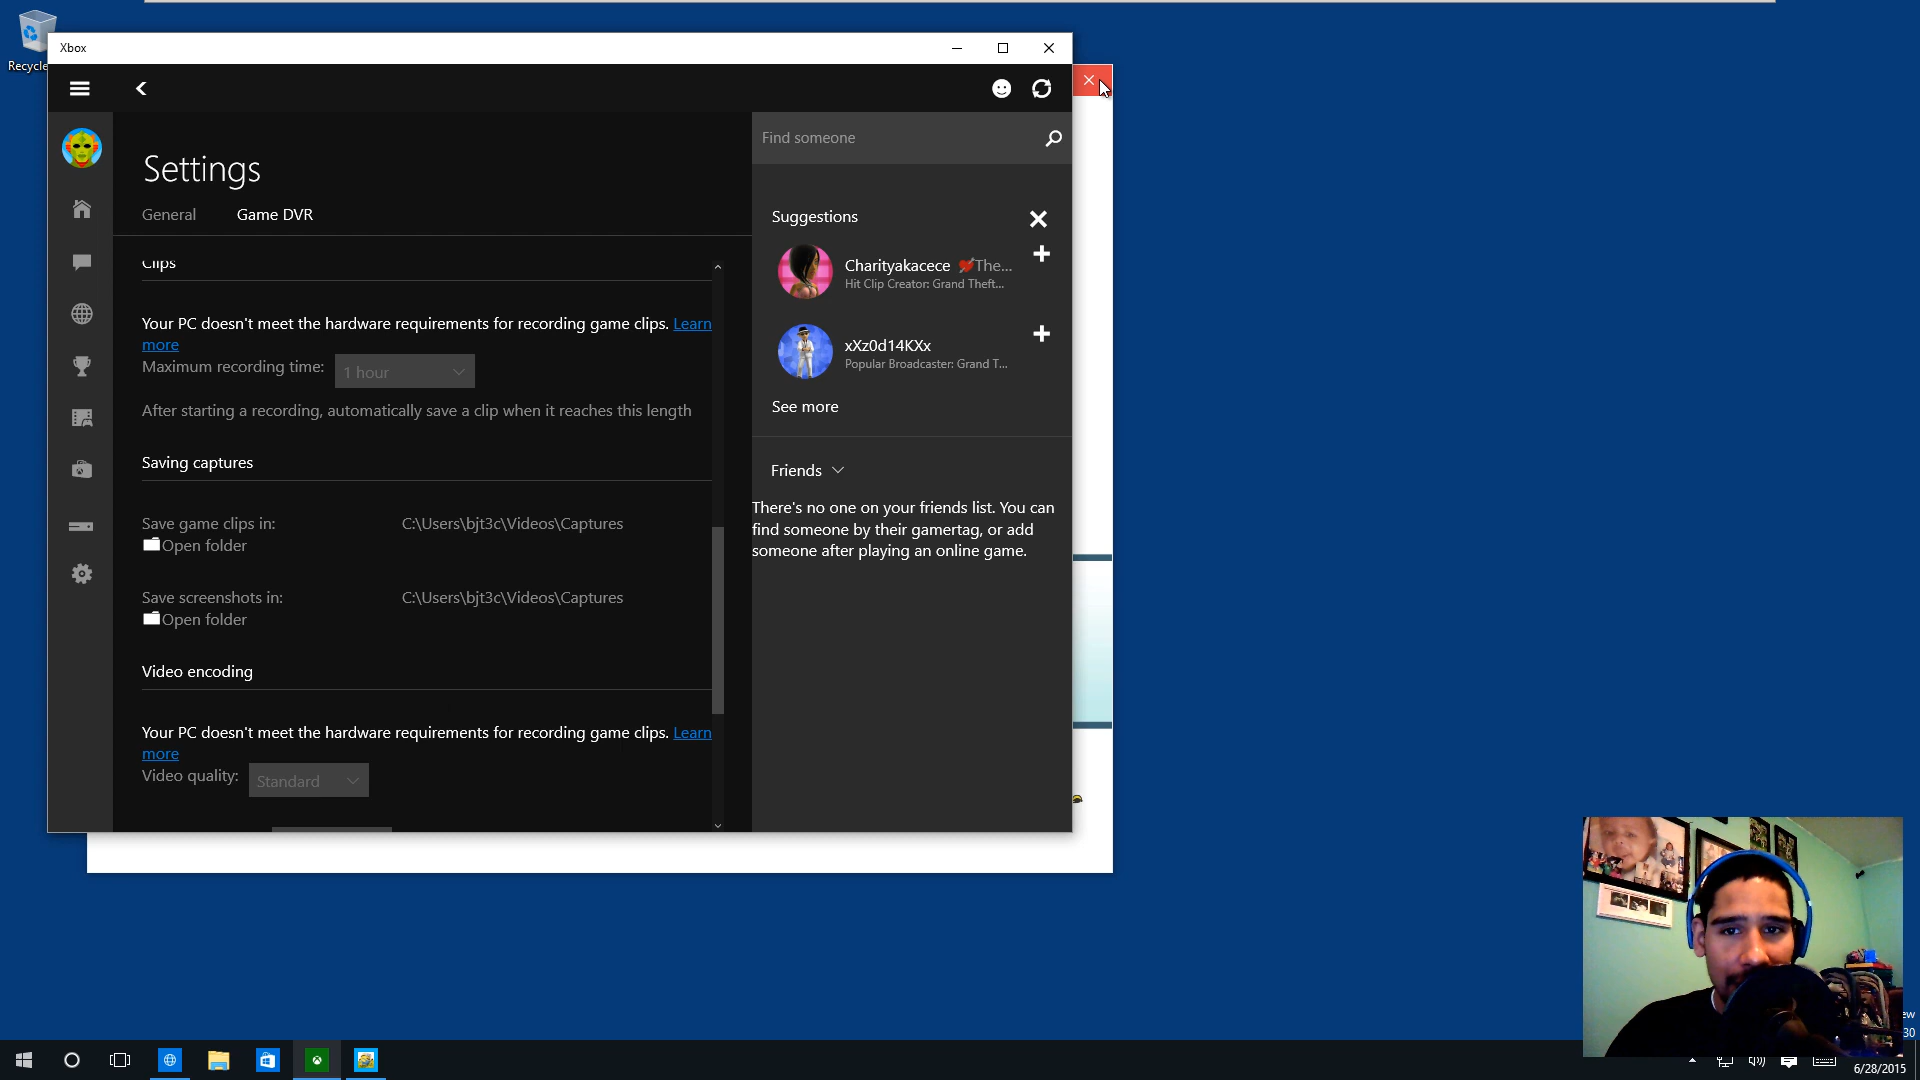 Recycle
Xbox
Settings
General
Game DVR
Clips
Your PC doesn't meet the hardware requirements for recording game clips. Learn
more
Maximum recording time:
1 hour
After starting a recording, automatically save a clip when it reaches this length
Saving captures
Save game clips in:
C:\Users\bjt3c\Videos\Captures
Open folder
Save screenshots in:
C:\Users\bjt3c\Videos\Captures
Open folder
Video encoding
Your PC doesn't meet the hardware requirements for recording game clips. Learn
more
Video quality:
Standard
Find someone
Suggestions
Charityakacece The...
Hit Clip Creator: Grand Theft...
xXz0d14KXx
Popular Broadcaster: Grand T...
See more
Friends
There's no one on your friends list. You can
find someone by their gamertag, or add
someone after playing an online game.
ew
30
6/28/2015